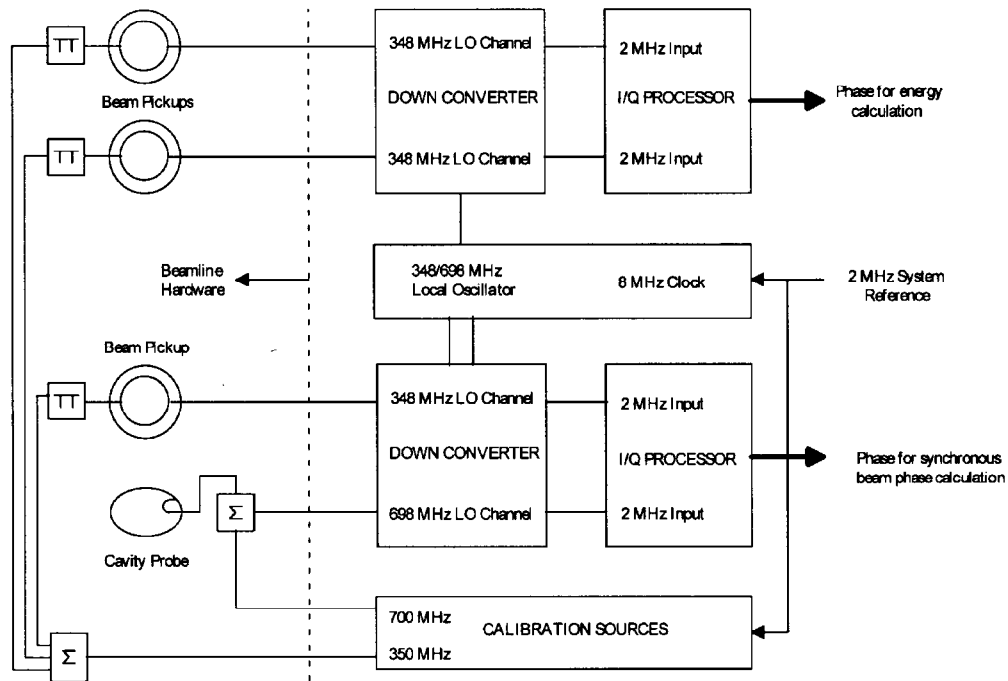 TT
348 MHz LO Channel
2 MHz Input
Beam Pickups
DOWN CONVERTER
I/Q PROCESSOR
Phase for energy
calculation
TT
348 MHz LO Channel
2 MHz Input
Beamline
Hardware
348/698 MHz
Local Oscillator
8 MHz Clock
2 MHz System
Reference
Beam Pickup
TT
348 MHz LO Channel
2 MHz Input
DOWN CONVERTER
I/Q PROCESSOR
Phase for synchronous
beam phase calculation
Σ
698 MHz LO Channel
2 MHz Input
Cavity Probe
700 MHz
CALIBRATION SOURCES
350 MHz
Σ